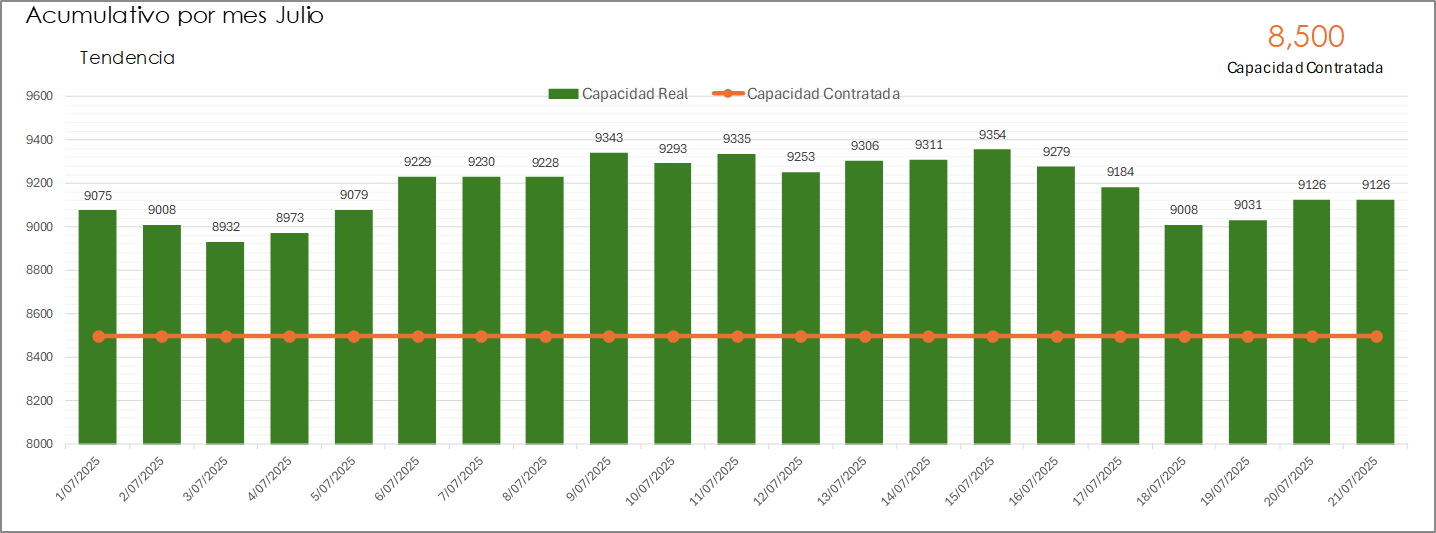 Acumulativo por mes Julio
8,500
Capacidad Contratada
Tendencia
Capacidad Real Capacidad Contratada
9600
9400
9200
9000
8800
8600
8400
8200
8000
9075 9008 8932 8973 9079 9229 9230 9228 9343 9293 9335 9253 9306 9311 9354 9279 9184 9008 9031 9126 9126
1/07/2025 2/07/2025 3/07/2025 4/07/2025 5/07/2025 6/07/2025 7/07/2025 8/07/2025 9/07/2025 10/07/2025 11/07/2025 12/07/2025 13/07/2025 14/07/2025 15/07/2025 16/07/2025 17/07/2025 18/07/2025 19/07/2025 20/07/2025 21/07/2025